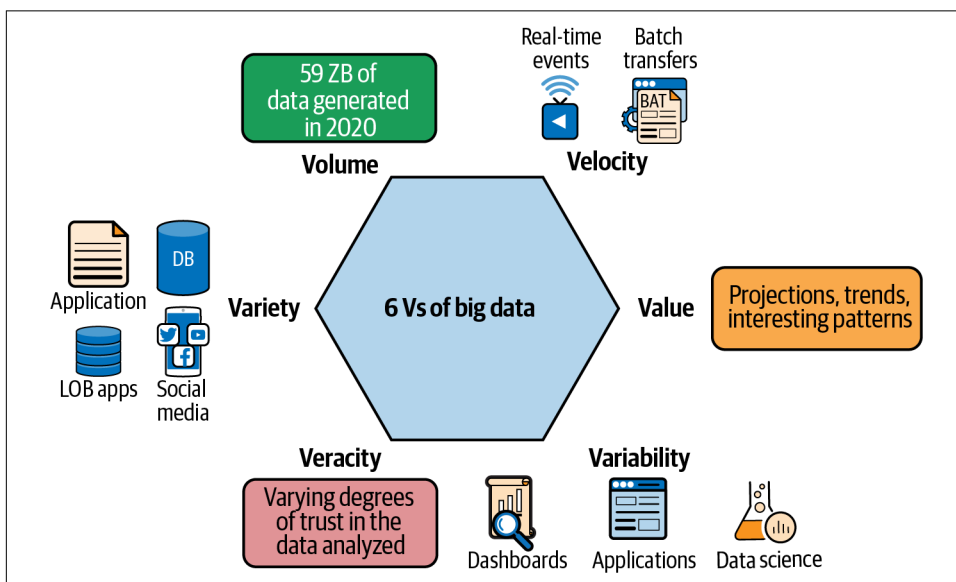 59 ZB of
data generated
in 2020
Volume
Real-time
events
Batch
transfers
BAT
Velocity
Application
DB
LOB apps
Social
media
Variety
6 Vs of big data
Value
Projections, trends,
interesting patterns
Veracity
Varying degrees
of trust in the
data analyzed
Variability
Dashboards
Applications
Data science